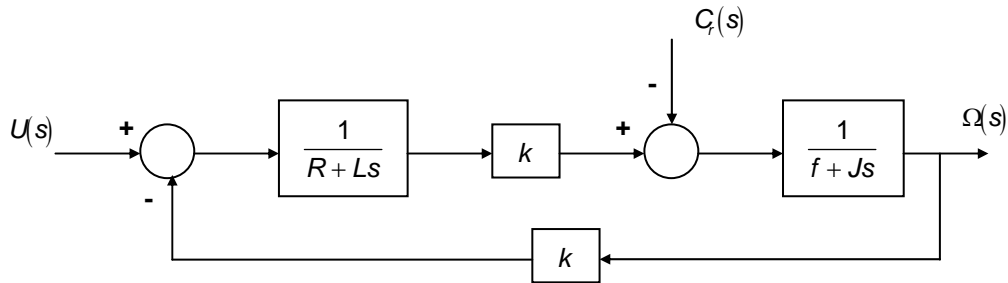 C_r(s)
-
U(s)
+
1
R + Ls
k
+
1
f + Js
Ω(s)
-
k